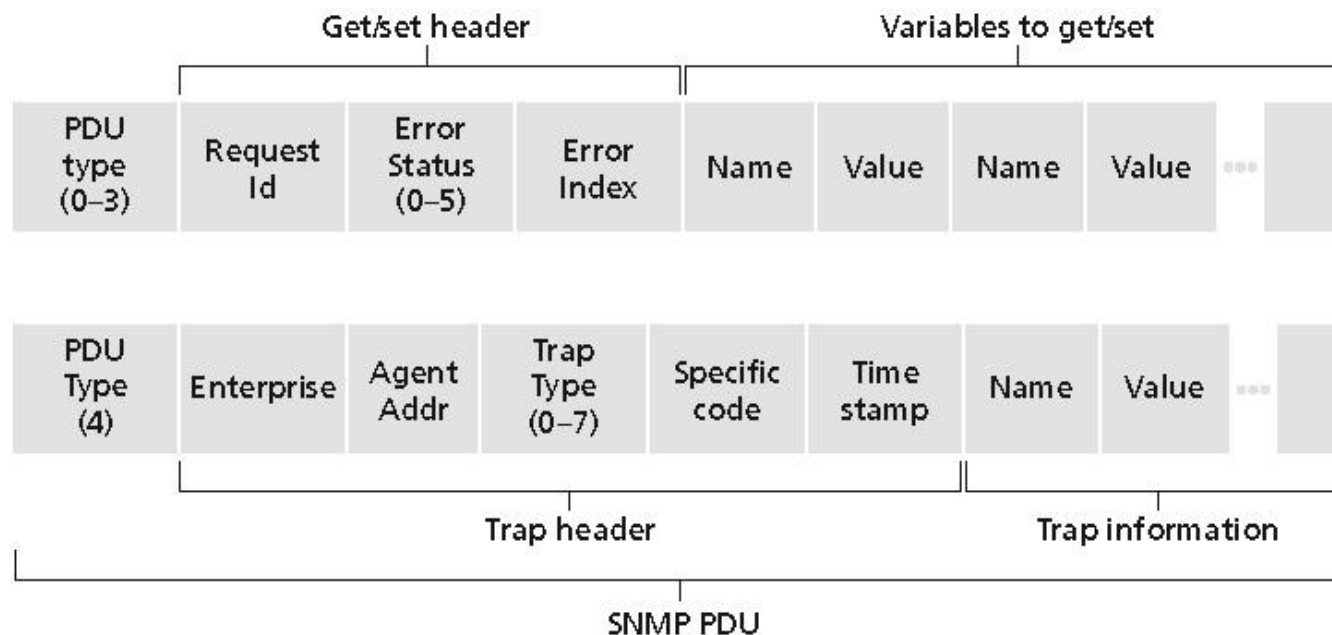 Get/set header
Variables to get/set
PDU
type
(0–3)
Request
Id
Error
Status
(0–5)
Error
Index
Name
Value
Name
Value
PDU
Type
(4)
Enterprise
Agent
Addr
Trap
Type
(0–7)
Specific
code
Time
stamp
Name
Value
Trap header
Trap information
SNMP PDU